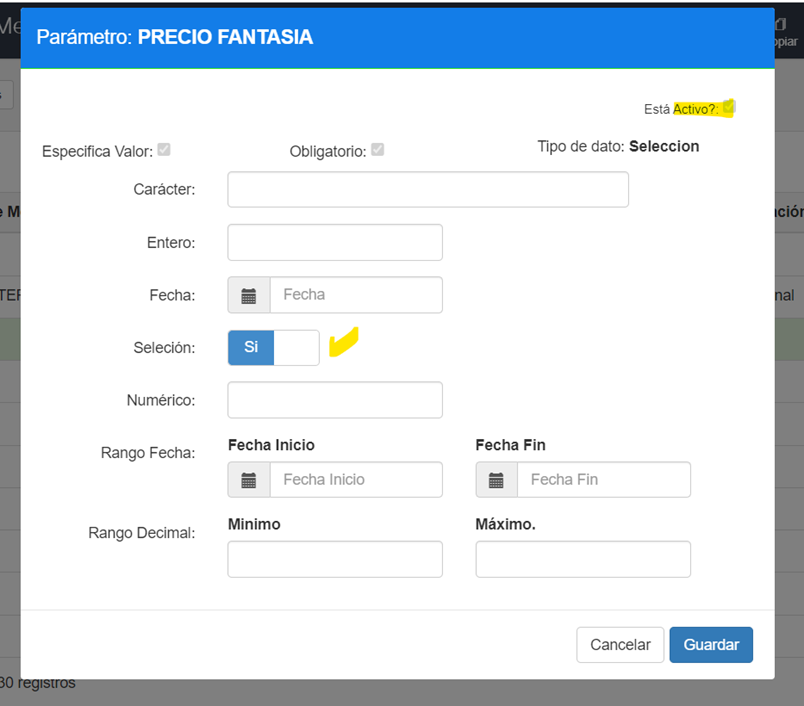 Parámetro: PRECIO FANTASIA
opiar
Está Activo?:
Especifica Valor:
Obligatorio:
Tipo de dato: Seleccion
Carácter:
Entero:
Fecha:
Fecha
Seleción:
Si
Numérico:
Rango Fecha:
Fecha Inicio
Fecha Fin
Fecha Inicio
Fecha Fin
Rango Decimal:
Minimo
Máximo.
Cancelar
Guardar
30 registros